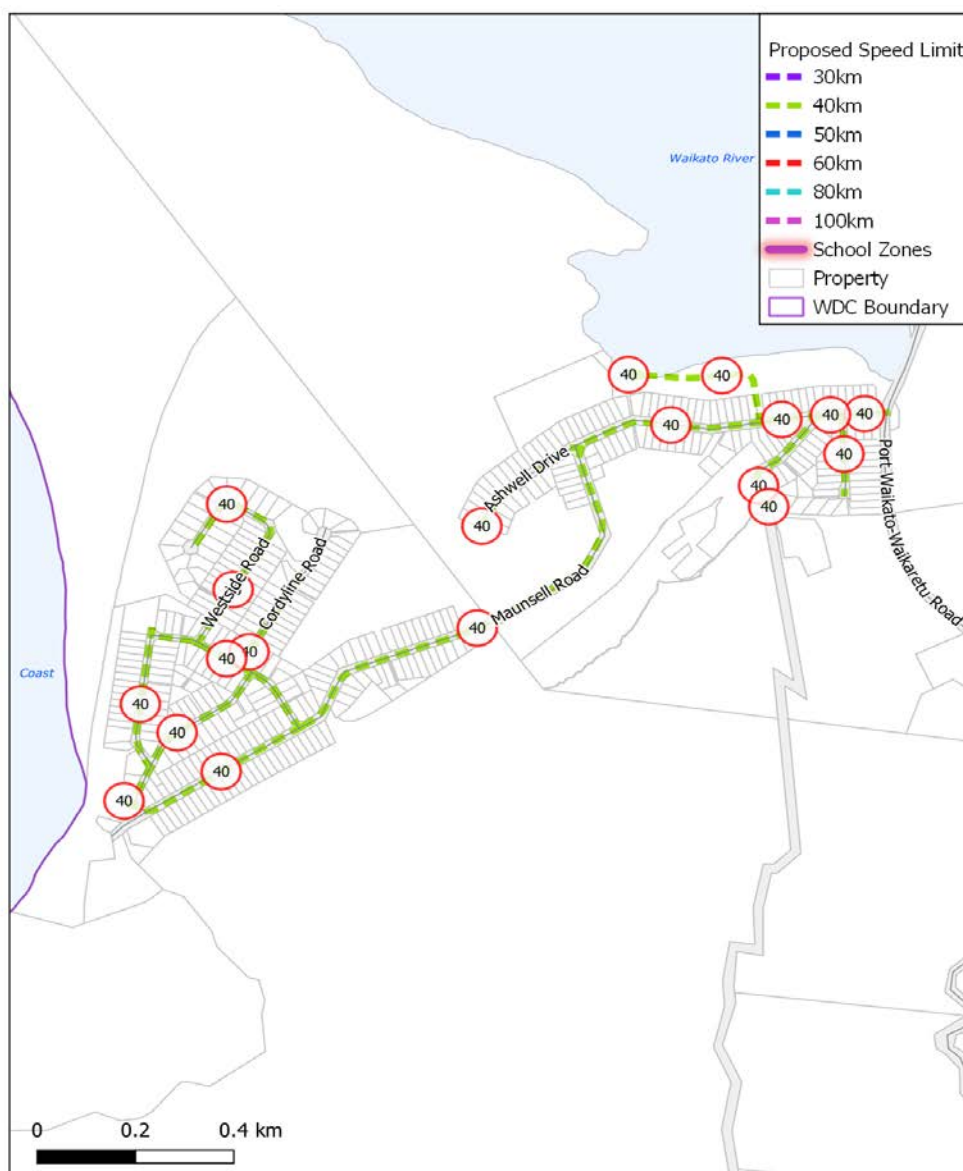 Proposed Speed Limit
30km
40km
50km
60km
80km
100km
School Zones
Property
WDC Boundary
Waikato River
40
40
40
40
40
40
40
40
40
Ashwell Drive
40
40
Westside Road
Cordyline Road
Maunsell Road
Port-Waikato-Waikaretu-Road
40
40
40
Coast
40
40
40
40
0 0.2 0.4 km